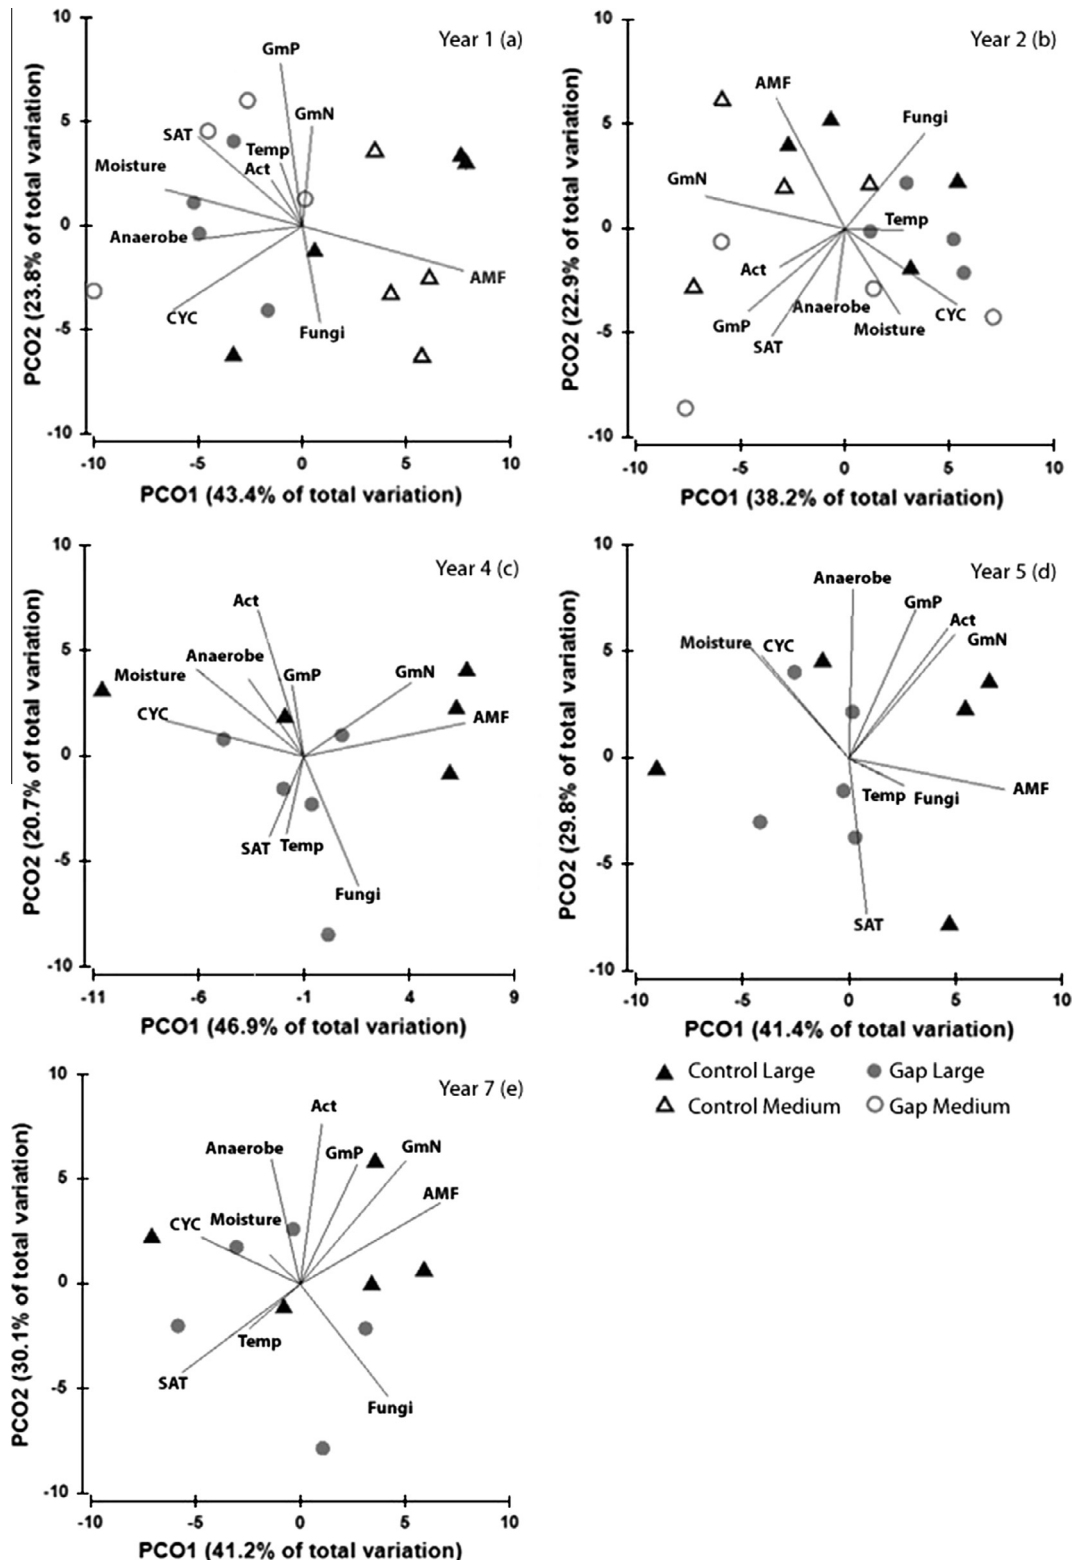 Year 1 (a)
10
5
0
-5
-10
PCO2 (23.8% of total variation)
GmP
GmN
SAT
Temp
Moisture
Act
Anaerobe
AMF
CYC
Fungi
-10 -5 0 5 10
PCO1 (43.4% of total variation)
Year 2 (b)
10
5
0
-5
-10
PCO2 (22.9% of total variation)
AMF
Fungi
GmN
Temp
Act
Anaerobe
CYC
GmP
Moisture
SAT
-10 -5 0 5 10
PCO1 (38.2% of total variation)
Year 4 (c)
10
5
0
-5
-10
PCO2 (20.7% of total variation)
Act
Anaerobe
Moisture
GmP
GmN
CYC
AMF
SAT
Temp
Fungi
-11 -6 -1 4 9
PCO1 (46.9% of total variation)
Year 5 (d)
10
5
0
-5
-10
PCO2 (29.8% of total variation)
Anaerobe
GmP
Act
Moisture
CYC
GmN
Temp
Fungi
AMF
SAT
-10 -5 0 5 10
PCO1 (41.4% of total variation)
Control Large
Gap Large
Control Medium
Gap Medium
Year 7 (e)
10
5
0
-5
-10
PCO2 (30.1% of total variation)
Act
Anaerobe
GmP
GmN
AMF
CYC
Moisture
Temp
SAT
Fungi
-10 -5 0 5 10
PCO1 (41.2% of total variation)